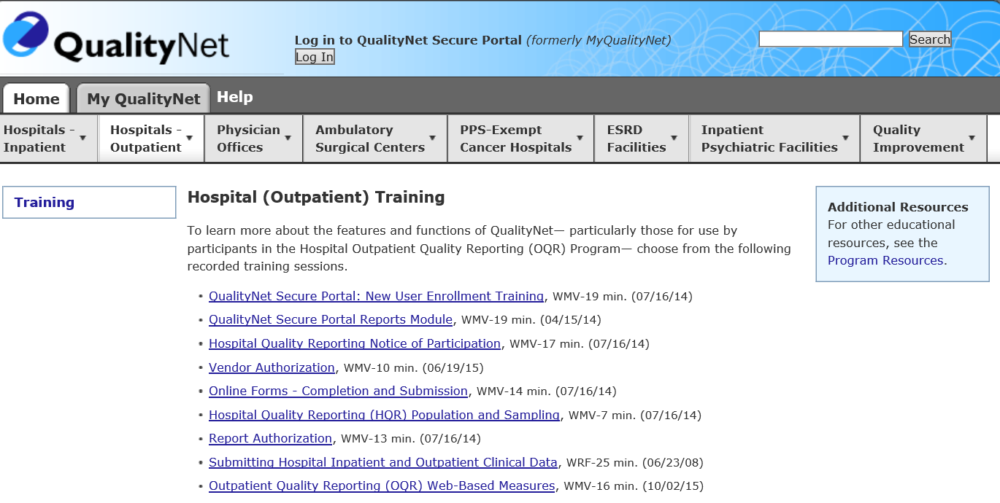 QualityNet
Log in to QualityNet Secure Portal (formerly MyQualityNet)
Log In
Search
Home
My QualityNet
Help
Hospitals -
Inpatient
Hospitals -
Outpatient
Physician
Offices
Ambulatory
Surgical Centers
PPS-Exempt
Cancer Hospitals
ESRD
Facilities
Inpatient
Psychiatric Facilities
Quality
Improvement
Training
Hospital (Outpatient) Training
To learn more about the features and functions of QualityNet— particularly those for use by
participants in the Hospital Outpatient Quality Reporting (OQR) Program— choose from the following
recorded training sessions.
• QualityNet Secure Portal: New User Enrollment Training, WMV-19 min. (07/16/14)
• QualityNet Secure Portal Reports Module, WMV-19 min. (04/15/14)
• Hospital Quality Reporting Notice of Participation, WMV-17 min. (07/16/14)
• Vendor Authorization, WMV-10 min. (06/19/15)
• Online Forms - Completion and Submission, WMV-14 min. (07/16/14)
• Hospital Quality Reporting (HQR) Population and Sampling, WMV-7 min. (07/16/14)
• Report Authorization, WMV-13 min. (07/16/14)
• Submitting Hospital Inpatient and Outpatient Clinical Data, WRF-25 min. (06/23/08)
• Outpatient Quality Reporting (OQR) Web-Based Measures, WMV-16 min. (10/02/15)
Additional Resources
For other educational
resources, see the
Program Resources.